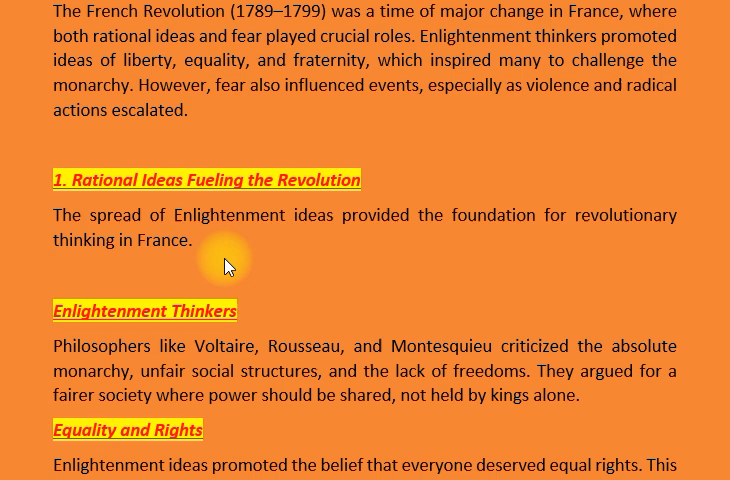 The French Revolution (1789–1799) was a time of major change in France, where
both rational ideas and fear played crucial roles. Enlightenment thinkers promoted
ideas of liberty, equality, and fraternity, which inspired many to challenge the
monarchy. However, fear also influenced events, especially as violence and radical
actions escalated.
1. Rational Ideas Fueling the Revolution
The spread of Enlightenment ideas provided the foundation for revolutionary
thinking in France.
Enlightenment Thinkers
Philosophers like Voltaire, Rousseau, and Montesquieu criticized the absolute
monarchy, unfair social structures, and the lack of freedoms. They argued for a
fairer society where power should be shared, not held by kings alone.
Equality and Rights
Enlightenment ideas promoted the belief that everyone deserved equal rights. This